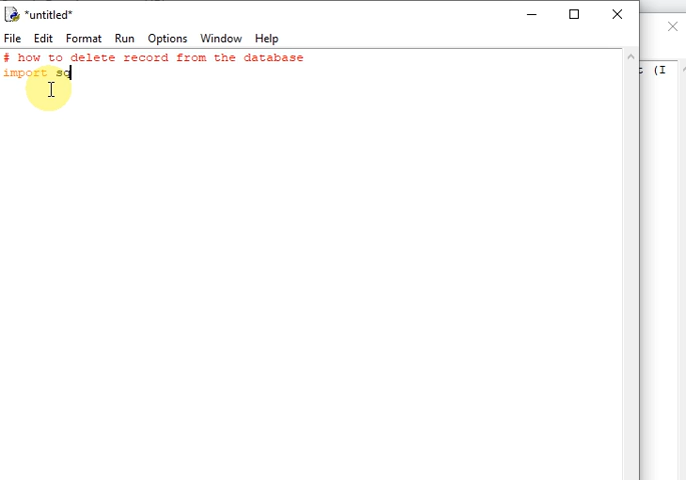 *untitled*
File Edit Format Run Options Window Help
# how to delete record from the database
import sq
(I